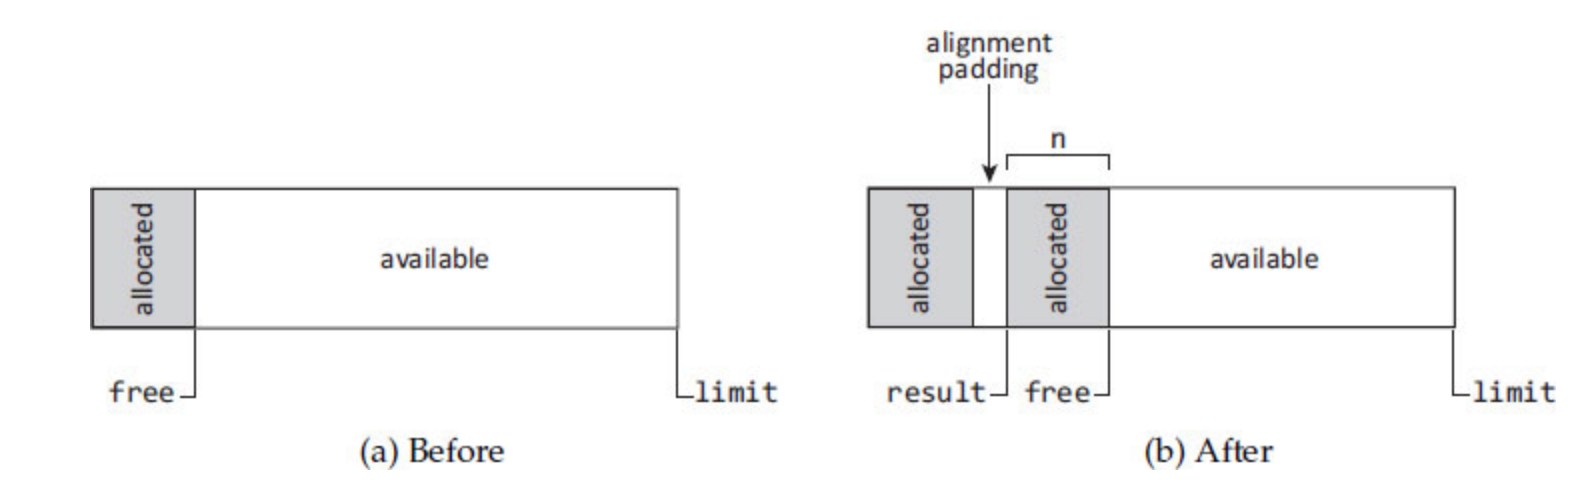 allocated
available
free
limit
(a) Before
alignment
padding
n
allocated
allocated
available
result
free
limit
(b) After